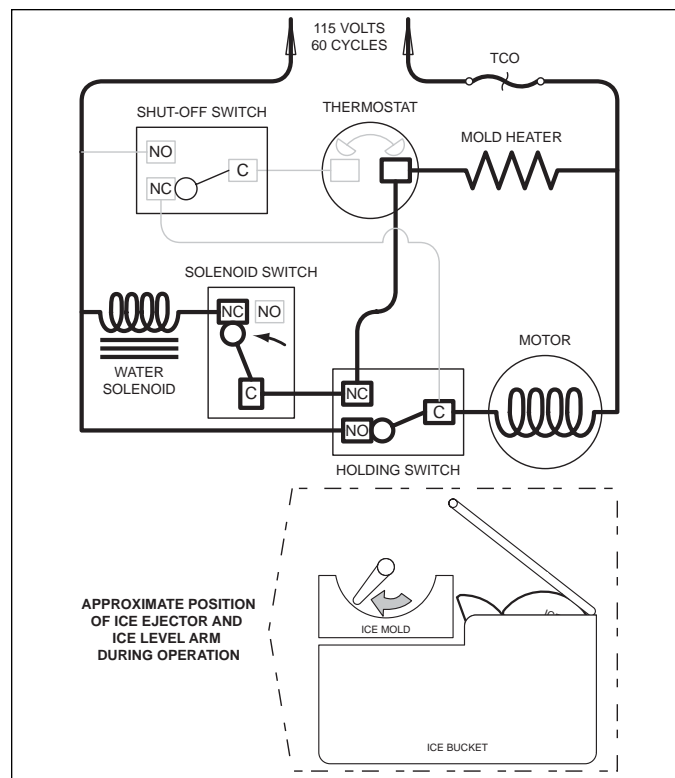 115 VOLTS
60 CYCLES
TCO
SHUT-OFF SWITCH
THERMOSTAT
MOLD HEATER
NO
C
NC
SOLENOID SWITCH
NC
NO
MOTOR
WATER
SOLENOID
C
NC
C
NO
HOLDING SWITCH
APPROXIMATE POSITION
OF ICE EJECTOR AND
ICE LEVEL ARM
DURING OPERATION
ICE MOLD
ICE BUCKET